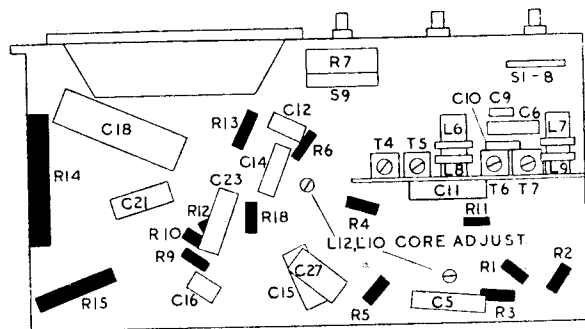 R7
S9
S1-8
C10
C9
C6
C18
R13
C12
R6
C14
L6
L7
T4
T5
L8
L9
C11
T6
T7
R14
C21
C23
R12
R10
R18
R4
R11
L12,L10 CORE ADJUST
R9
C16
C27
C15
R15
R5
C5
R1
R3
R2